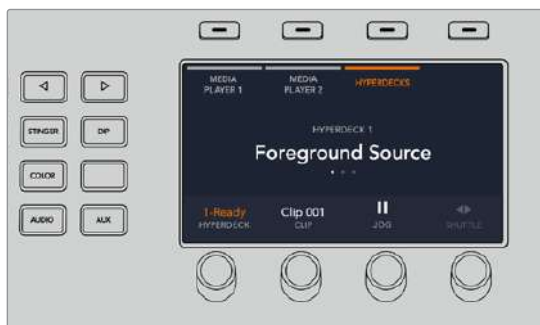 MEDIA
PLAYER 1
MEDIA
PLAYER 2
HYPERDECKS
HYPERDECK 1
Foreground Source
STINGER
DIP
COLOR
AUDIO
AUX
1-Ready
HYPERDECK
Clip 001
CLIP
JOG
SHUTTLE